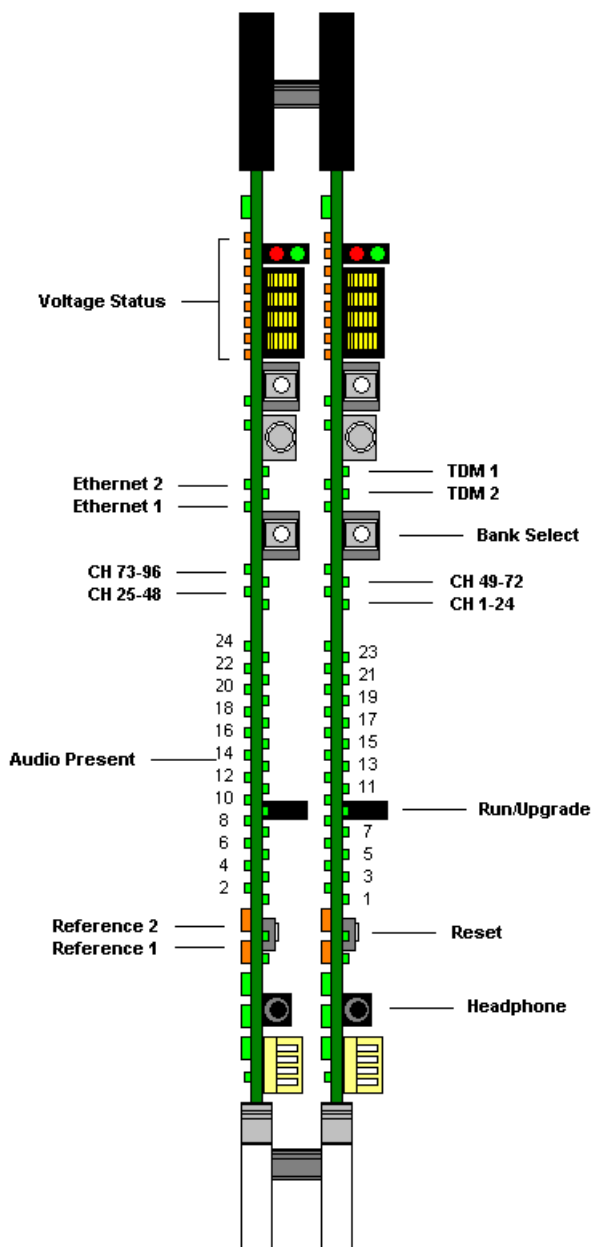 Voltage Status
TDM 1
Ethernet 2
TDM 2
Ethernet 1
Bank Select
CH 73-96
CH 49-72
CH 25-48
CH 1-24
24
23
22
21
20
19
18
17
16
15
Audio Present
14
13
12
11
10
Run/Upgrade
8
7
6
5
4
3
2
1
Reference 2
Reset
Reference 1
Headphone